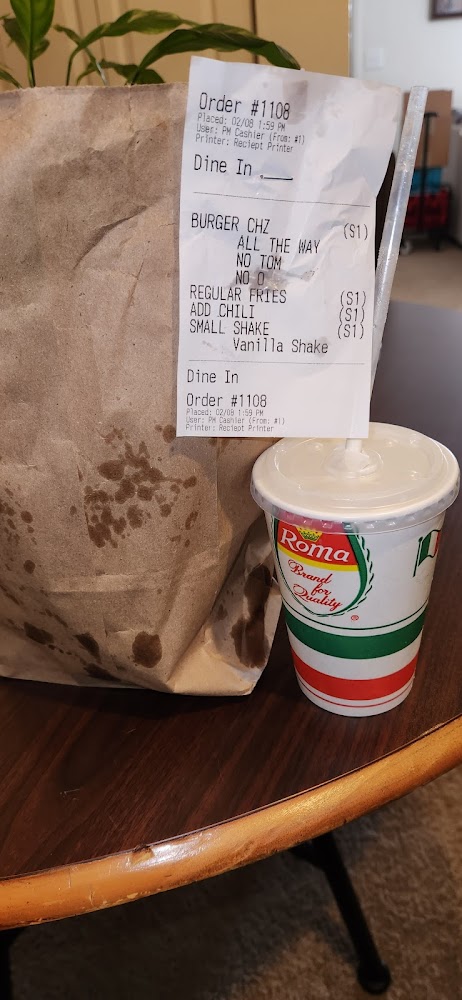 Order #1108
Placed: 02/08 1:59 PM
User: PM Cashier (From: #1)
Printer: Reciept Printer
Dine In
BURGER CHZ (S1)
ALL THE WAY
NO TOM
NO O
REGULAR FRIES (S1)
ADD CHILI (S1)
SMALL SHAKE (S1)
Vanilla Shake
Dine In
Order #1108
Placed: 02/08 1:59 PM
User: PM Cashier (From: #1)
Printer: Reciept Printer
Roma
Brand
for
Quality
®